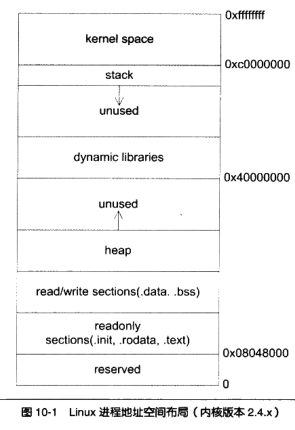 0xffffffff
kernel space
0xc0000000
stack
unused
dynamic libraries
0x40000000
unused
heap
read/write sections(.data. .bss)
readonly
sections(.init, .rodata, .text)
0x08048000
reserved
0
图 10-1 Linux 进程地址空间布局（内核版本 2.4.x）